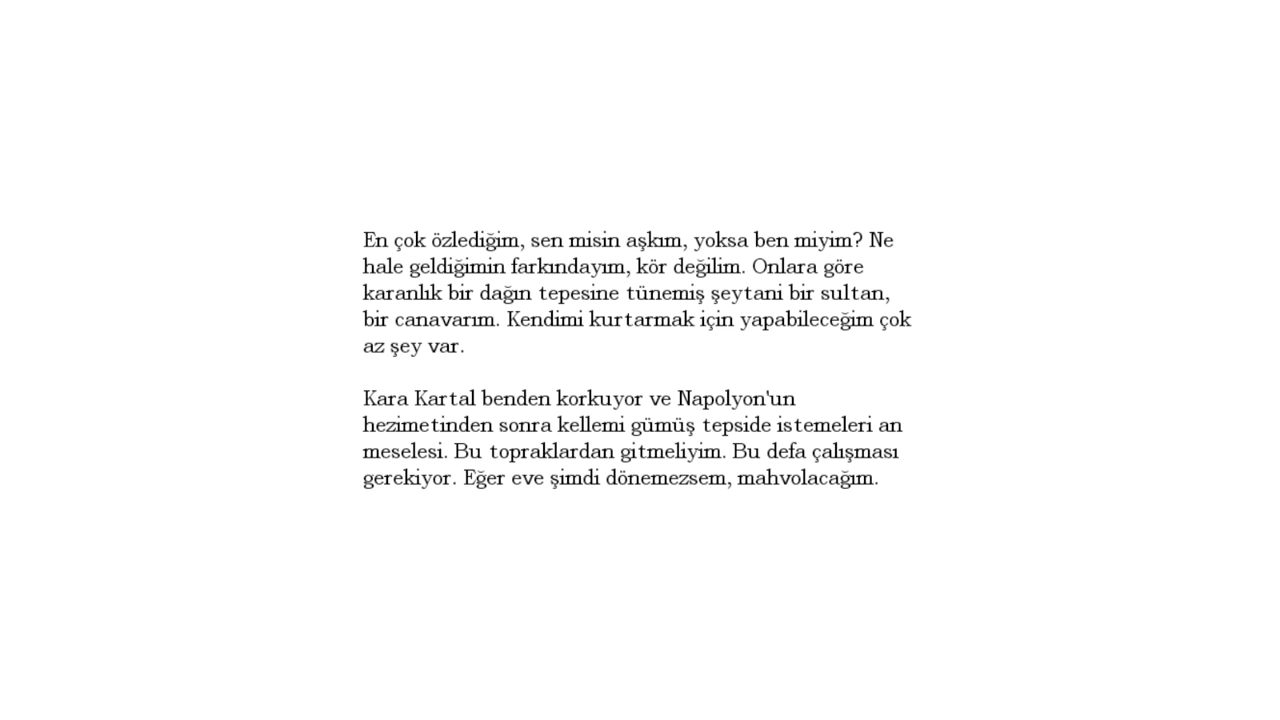 En çok özlediğim, sen misin aşkım, yoksa ben miyim? Ne
hale geldiğimin farkındayım, kör değilim. Onlara göre
karanlık bir dağın tepesine tünemiş şeytani bir sultan,
bir canavarım. Kendimi kurtarmak için yapabileceğim çok
az şey var.
Kara Kartal benden korkuyor ve Napolyon'un
hezimetinden sonra kellemi gümüş tepside istemeleri an
meselesi. Bu topraklardan gitmeliyim. Bu defa çalışması
gerekiyor. Eğer eve şimdi dönemezsem, mahvolacağım.